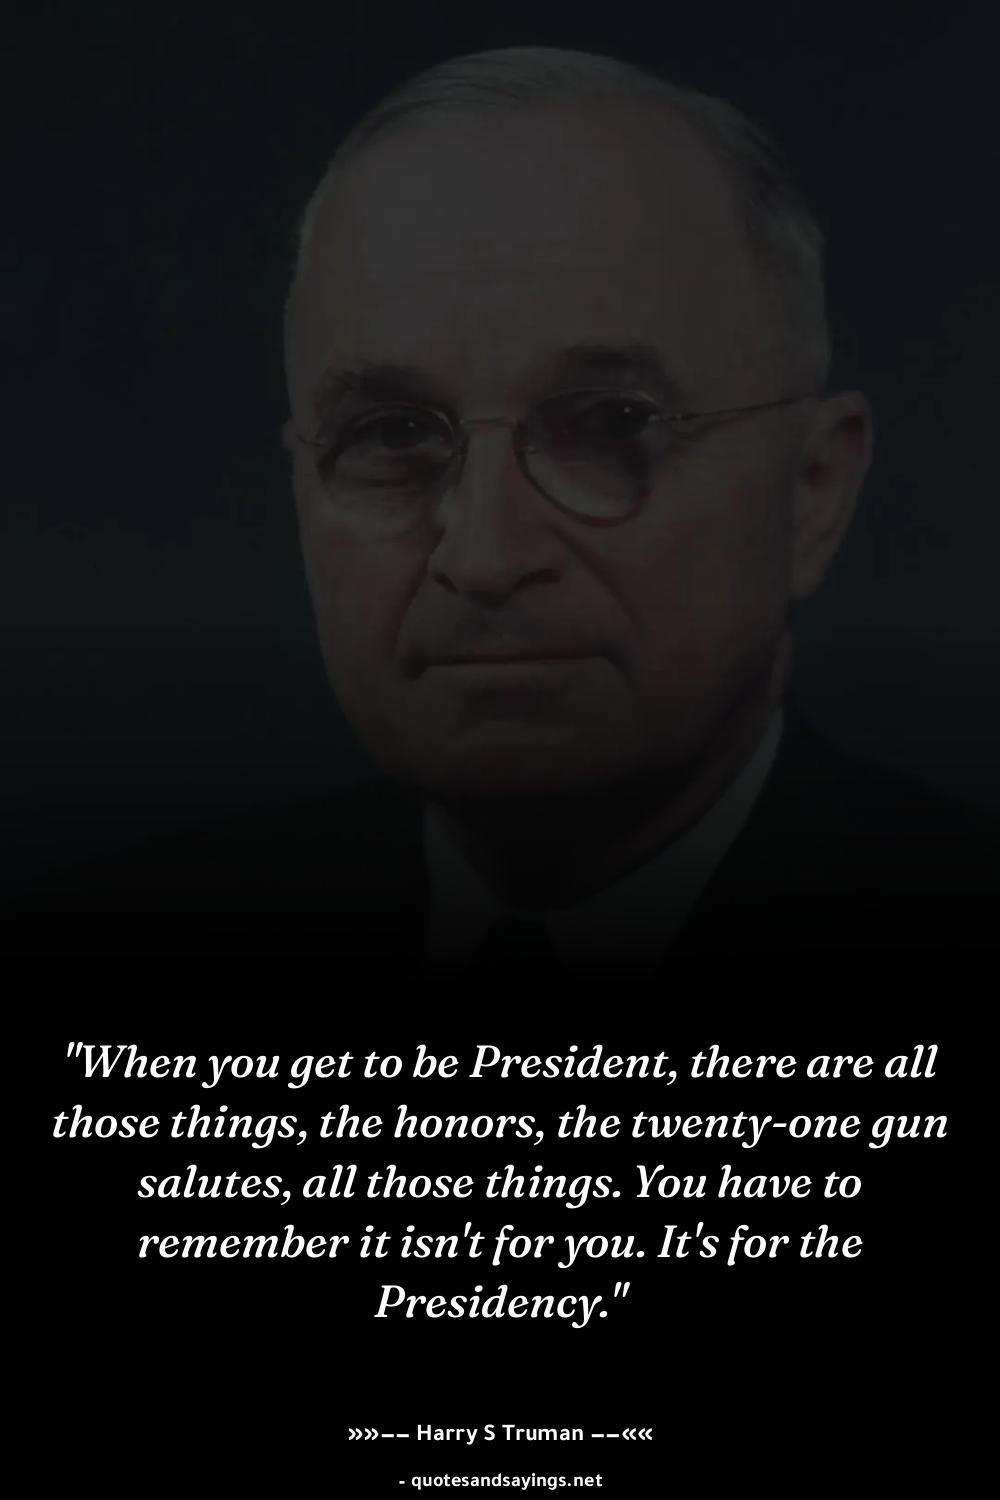 "When you get to be President, there are all
those things, the honors, the twenty-one gun
salutes, all those things. You have to
remember it isn't for you. It's for the
Presidency."
»»–– Harry S Truman ––««
- quotesandsayings.net